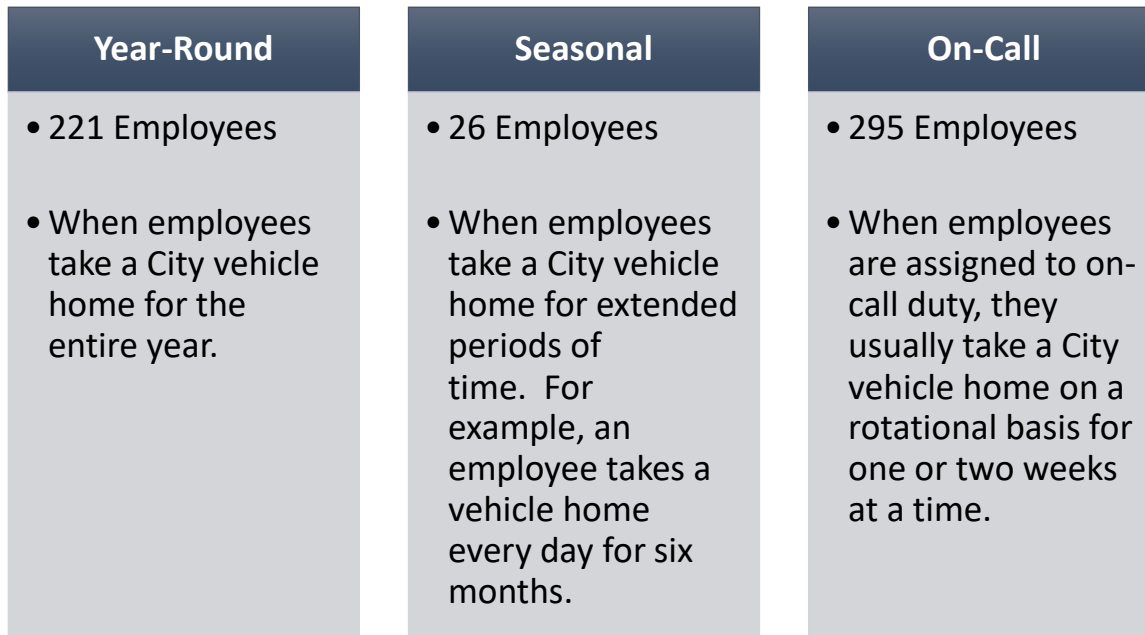 Year-Round
• 221 Employees
• When employees
take a City vehicle
home for the
entire year.
Seasonal
• 26 Employees
• When employees
take a City vehicle
home for extended
periods of
time.  For
example, an
employee takes a
vehicle home
every day for six
months.
On-Call
• 295 Employees
• When employees
are assigned to on-
call duty, they
usually take a City
vehicle home on a
rotational basis for
one or two weeks
at a time.